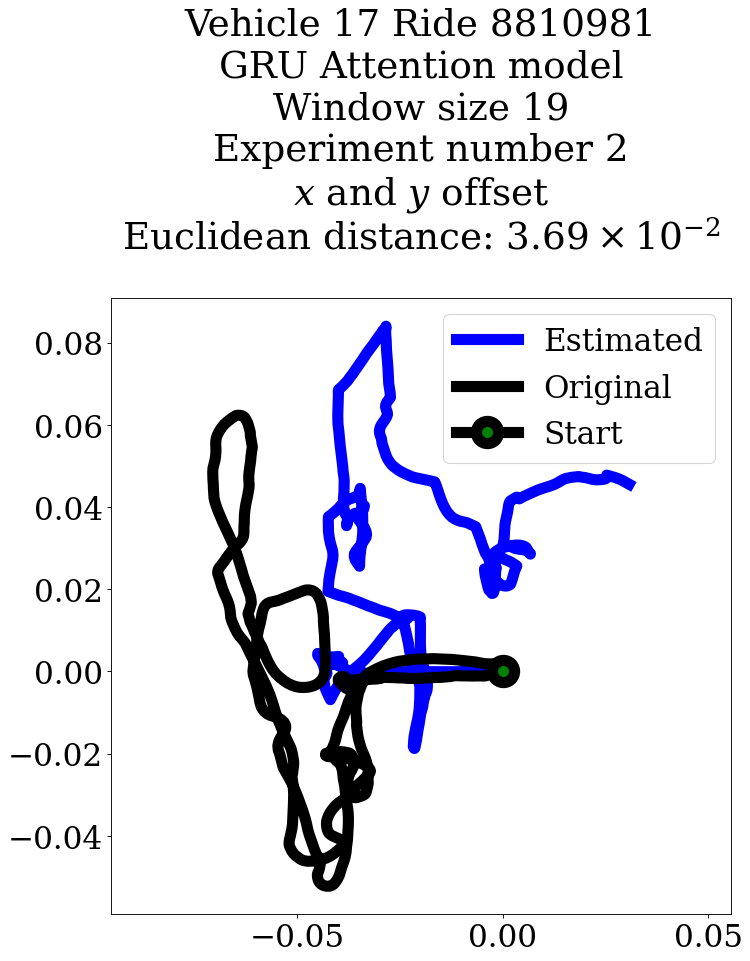 Vehicle 17 Ride 8810981
GRU Attention model
Window size 19
Experiment number 2
x and y offset
Euclidean distance: 3.69 × 10⁻²
Estimated
Original
Start
0.08
0.06
0.04
0.02
0.00
−0.02
−0.04
−0.05 0.00 0.05